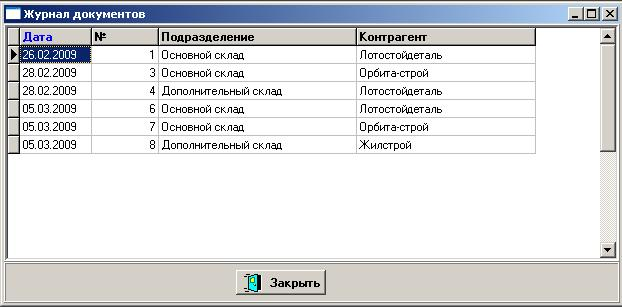 Журнал документов
Дата № Подразделение Контрагент
26.02.2009 1 Основной склад Лотостойдеталь
28.02.2009 3 Основной склад Орбита-строй
28.02.2009 4 Дополнительный склад Лотостойдеталь
05.03.2009 6 Основной склад Лотостойдеталь
05.03.2009 7 Основной склад Орбита-строй
05.03.2009 8 Дополнительный склад Жилстрой
Закрыть